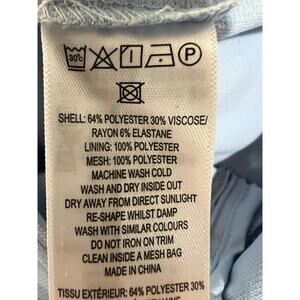 30°C P
SHELL: 64% POLYESTER 30% VISCOSE/
RAYON 6% ELASTANE
LINING: 100% POLYESTER
MESH: 100% POLYESTER
MACHINE WASH COLD
WASH AND DRY INSIDE OUT
DRY AWAY FROM DIRECT SUNLIGHT
RE-SHAPE WHILST DAMP
WASH WITH SIMILAR COLOURS
DO NOT IRON ON TRIM
CLEAN INSIDE A MESH BAG
MADE IN CHINA
TISSU EXTÉRIEUR: 64% POLYESTER 30%